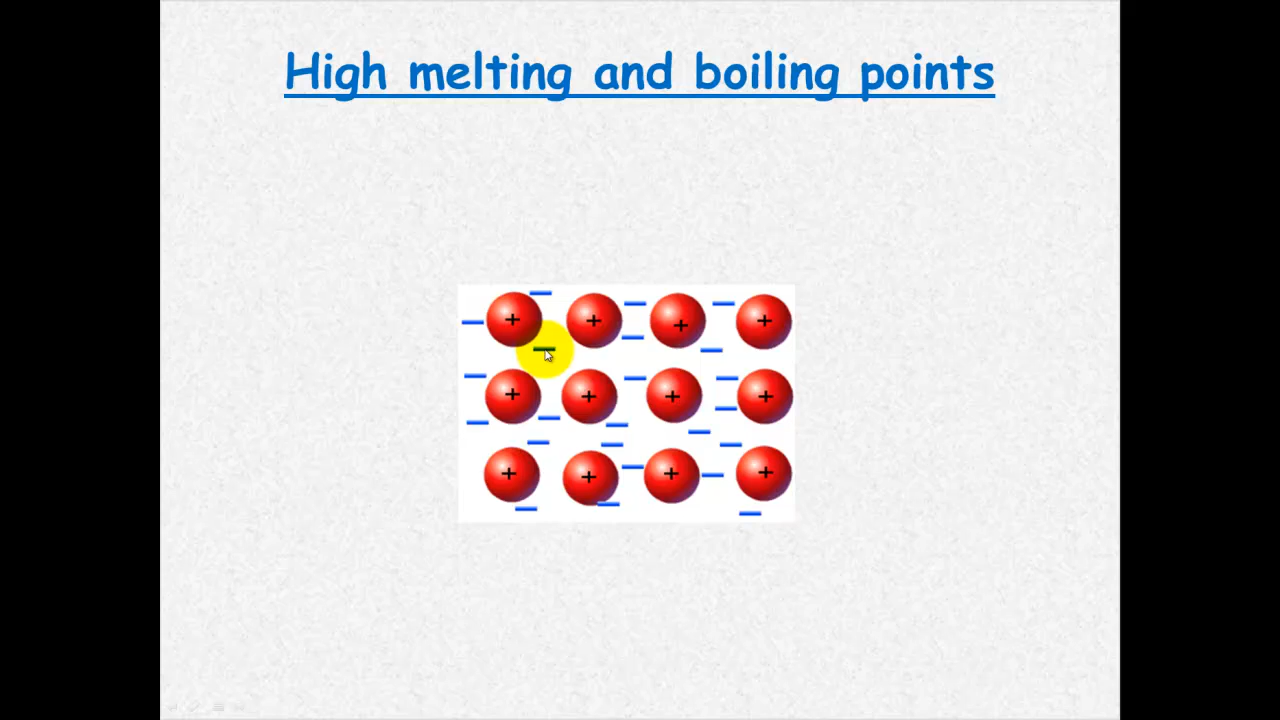 High melting and boiling points
+ + + +
+ + + +
+ + + +